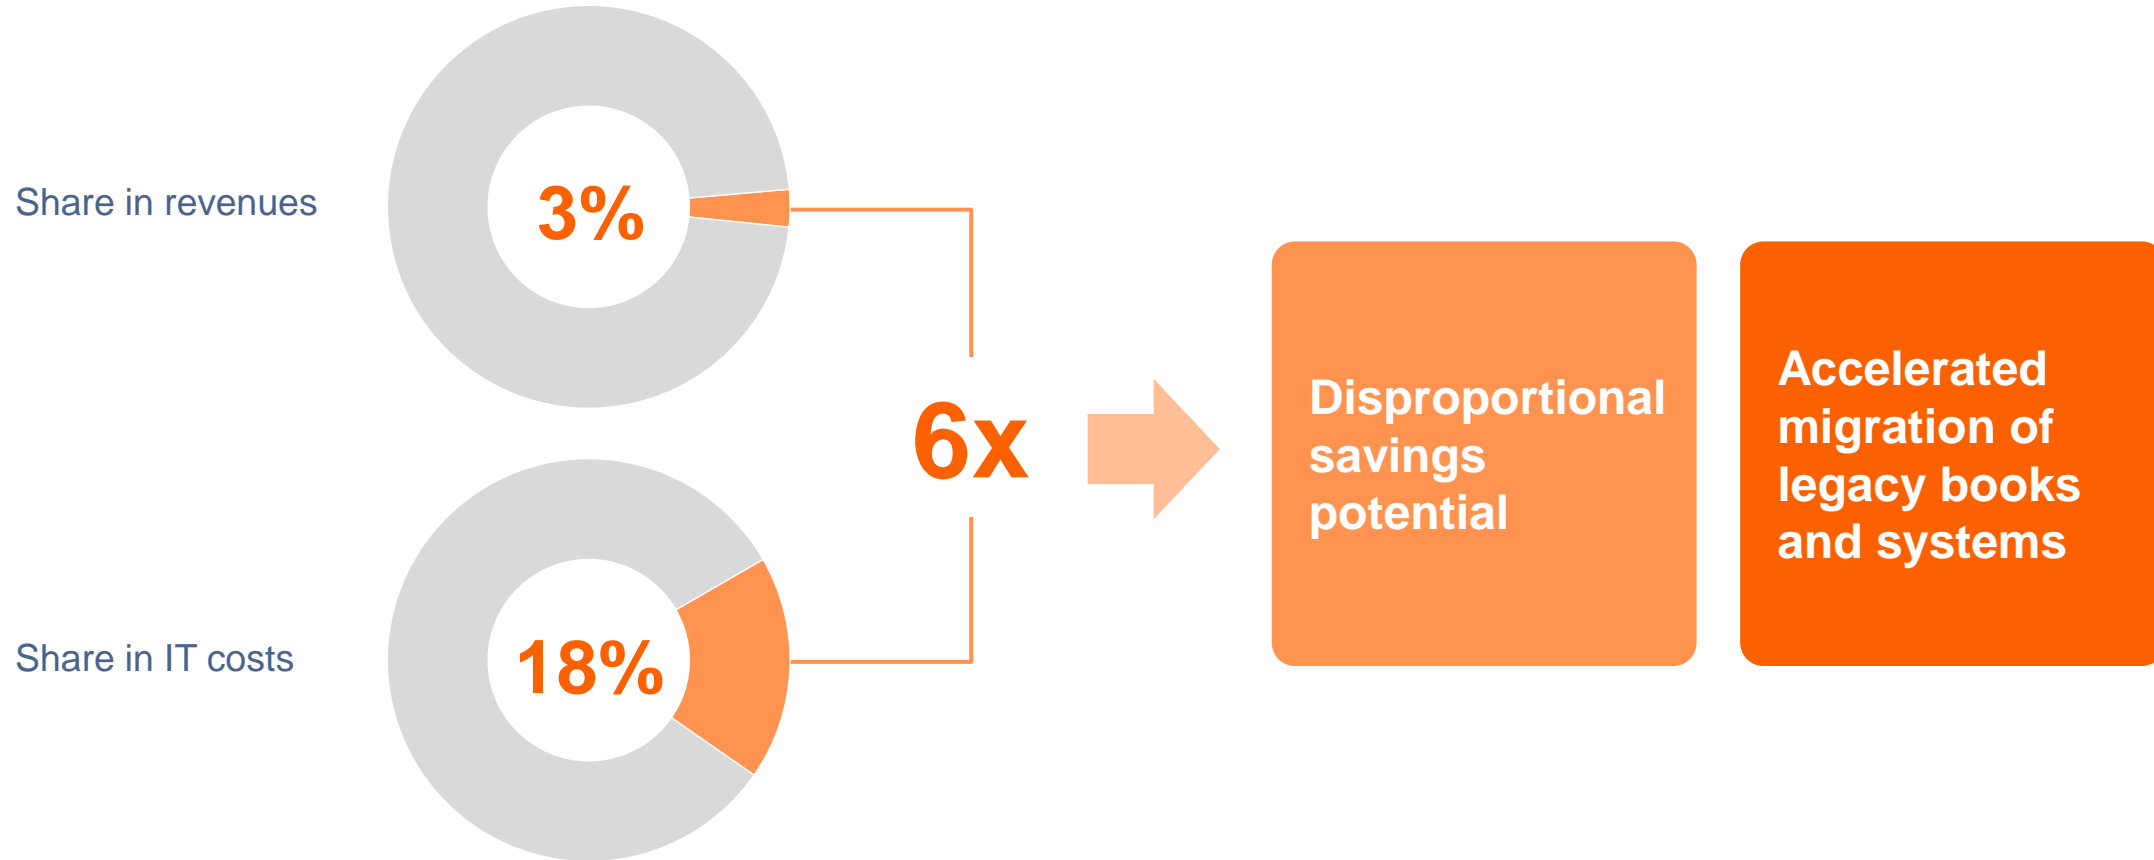 Share in revenues
3%
6x
Share in IT costs
18%
Disproportional
savings
potential
Accelerated
migration of
legacy books
and systems